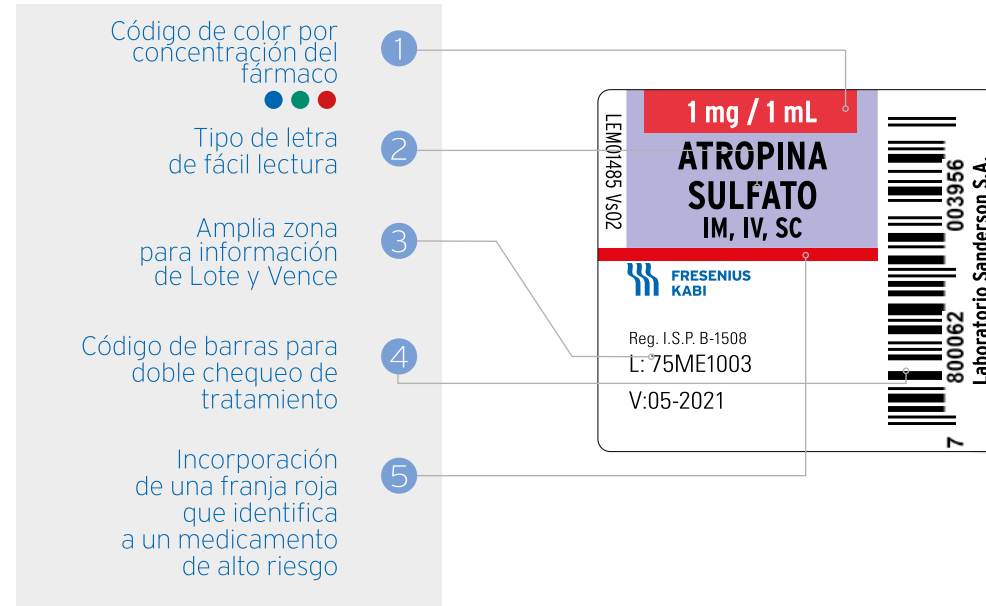 Código de color por
concentración del
fármaco
1
Tipo de letra
de fácil lectura
2
Amplia zona
para información
de Lote y Vence
3
Código de barras para
doble chequeo de
tratamiento
4
Incorporación
de una franja roja
que identifica
a un medicamento
de alto riesgo
5
LEM01485 Vs02
1 mg / 1 mL
ATROPINA
SULFATO
IM, IV, SC
FRESENIUS
KABI
Reg. I.S.P. B-1508
L: 75ME1003
V:05-2021
7 800062 003956
Laboratorio Sanderson S.A.